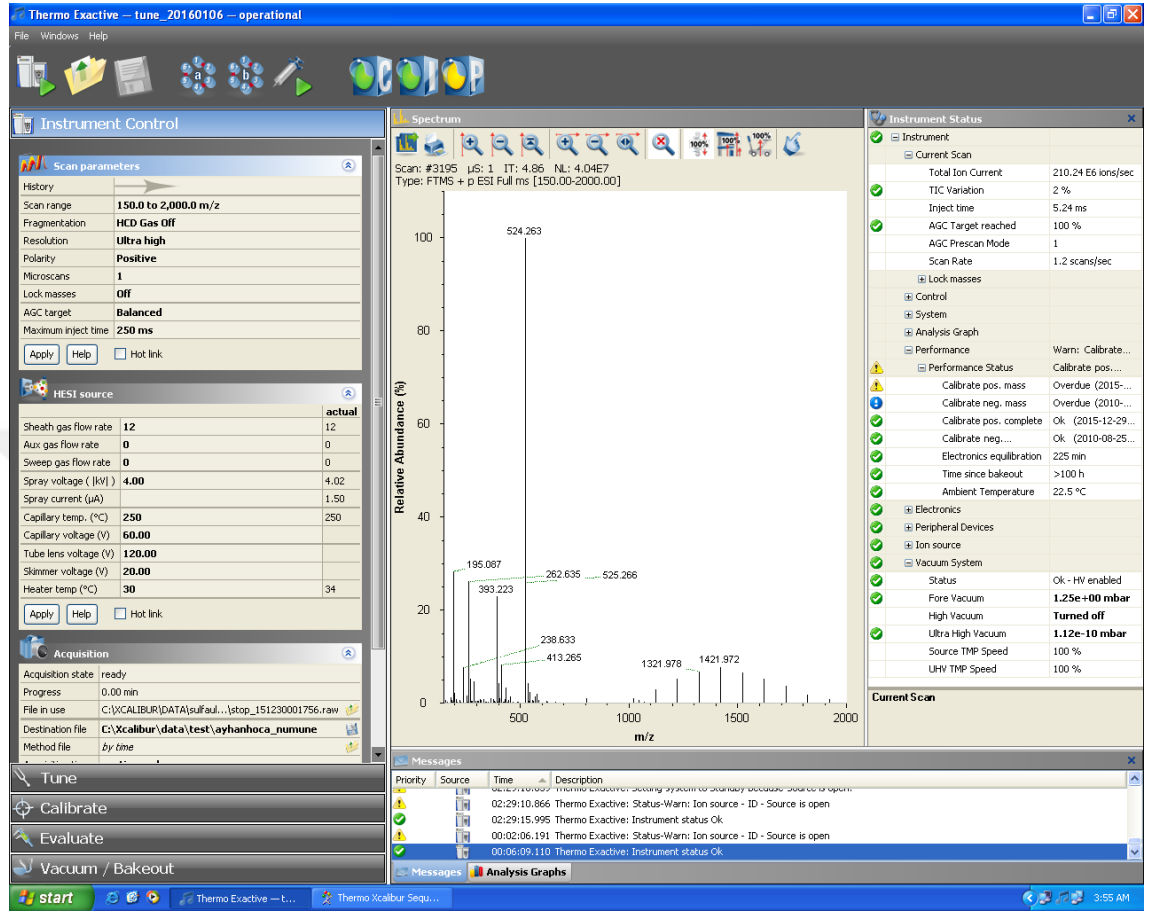 Thermo Exactive — tune_20160106 — operational
File Windows Help
a b C I P
Instrument Control
Scan parameters
History
Scan range 150.0 to 2,000.0 m/z
Fragmentation HCD Gas Off
Resolution Ultra high
Polarity Positive
Microscans 1
Lock masses Off
AGC target Balanced
Maximum inject time 250 ms
Apply Help Hot link
HESI source
actual
Sheath gas flow rate 12 12
Aux gas flow rate 0 0
Sweep gas flow rate 0 0
Spray voltage ( |kV| ) 4.00 4.02
Spray current (µA) 1.50
Capillary temp. (°C) 250 250
Capillary voltage (V) 60.00
Tube lens voltage (V) 120.00
Skimmer voltage (V) 20.00
Heater temp (°C) 30 34
Apply Help Hot link
Acquisition
Acquisition state ready
Progress 0.00 min
File in use C:\XCALIBUR\DATA\sulfaul...\stop_151230001756.raw
Destination file C:\Xcalibur\data\test\ayhanhoca_numune
Method file by time
Tune
Calibrate
Evaluate
Vacuum / Bakeout
Spectrum
100% 100% 100%
Scan: #3195 µS: 1 IT: 4.86 NL: 4.04E7
Type: FTMS + p ESI Full ms [150.00-2000.00]
Relative Abundance (%)
100
80
60
40
20
0
524.263
195.087
262.635
525.266
393.223
238.633
413.265
1321.978
1421.972
500 1000 1500 2000
m/z
Instrument Status
Instrument
Current Scan
Total Ion Current 210.24 E6 ions/sec
TIC Variation 2 %
Inject time 5.24 ms
AGC Target reached 100 %
AGC Prescan Mode 1
Scan Rate 1.2 scans/sec
Lock masses
Control
System
Analysis Graph
Performance Warn: Calibrate...
Performance Status Calibrate pos....
Calibrate pos. mass Overdue (2015-...
Calibrate neg. mass Overdue (2010-...
Calibrate pos. complete Ok (2015-12-29...
Calibrate neg.... Ok (2010-08-25...
Electronics equilibration 225 min
Time since bakeout >100 h
Ambient Temperature 22.5 °C
Electronics
Peripheral Devices
Ion source
Vacuum System
Status Ok - HV enabled
Fore Vacuum 1.25e+00 mbar
High Vacuum Turned off
Ultra High Vacuum 1.12e-10 mbar
Source TMP Speed 100 %
UHV TMP Speed 100 %
Current Scan
Messages
Priority Source Time Description
02:29:10.866 Thermo Exactive: Status-Warn: Ion source - ID - Source is open
02:29:15.995 Thermo Exactive: Instrument status Ok
00:02:06.191 Thermo Exactive: Status-Warn: Ion source - ID - Source is open
00:06:09.110 Thermo Exactive: Instrument status Ok
Messages Analysis Graphs
start Thermo Exactive — t... Thermo Xcalibur Sequ... 3:55 AM